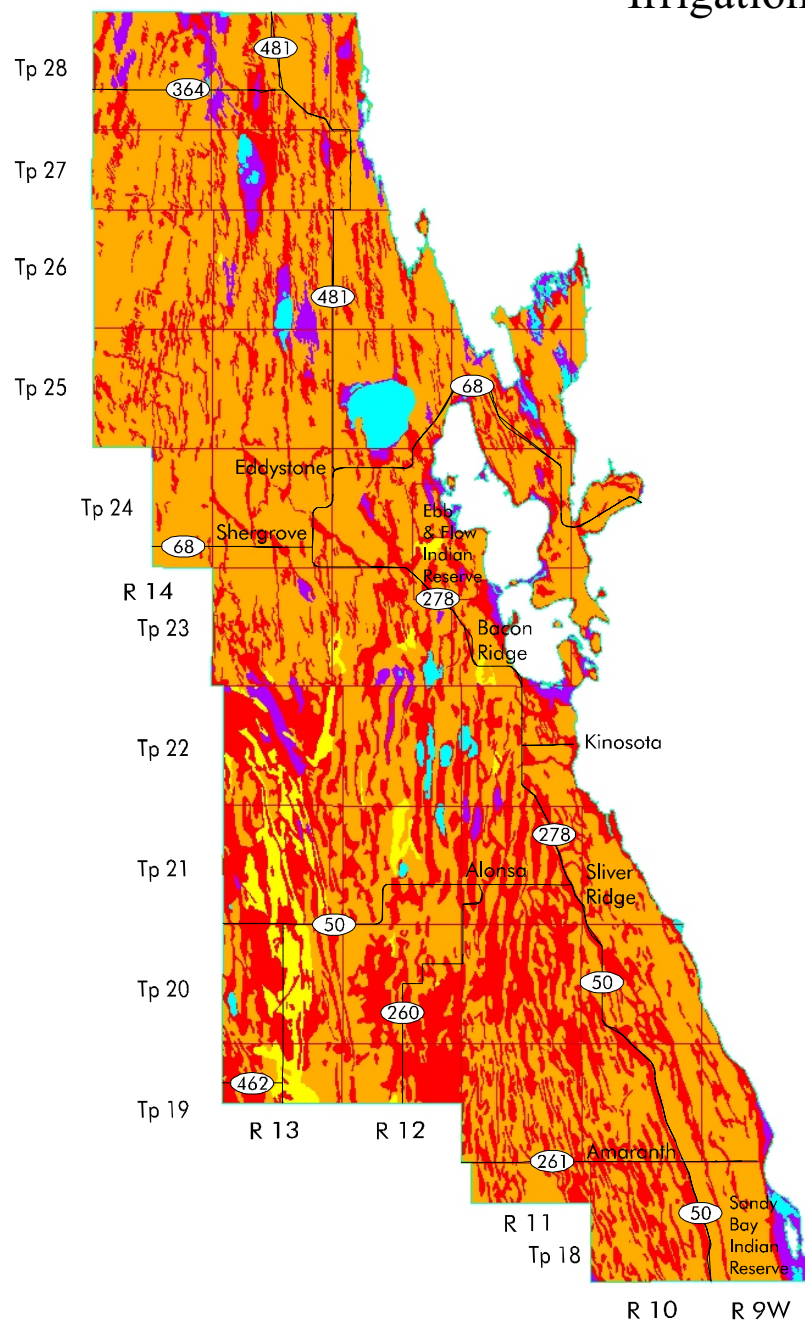 Irrigation
481
Tp 28
364
Tp 27
Tp 26
481
Tp 25
68
Eddystone
Tp 24
Ebb
& Flow
Indian
Reserve
Shergrove
68
R 14
278
Tp 23
Bacon
Ridge
Tp 22
Kinosota
278
Tp 21
Alonsa
Sliver
Ridge
50
Tp 20
50
260
462
Tp 19
R 13
R 12
Amaranth
261
50
Sandy
Bay
Indian
Reserve
R 11
Tp 18
R 10
R 9W